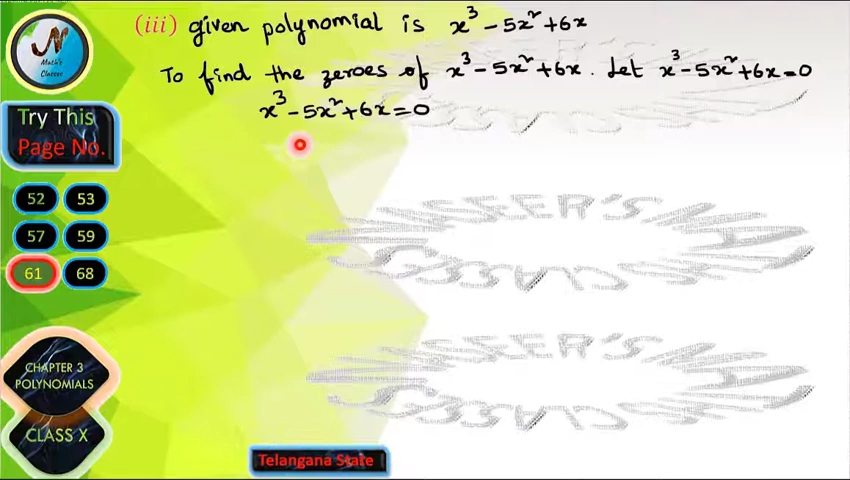 (iii) given polynomial is x³ - 5x² + 6x
To find the zeroes of x³ - 5x² + 6x. Let x³ - 5x² + 6x = 0
x³ - 5x² + 6x = 0
N
Math's
Classes
Try This
Page No.
52 53
57 59
61 68
CHAPTER 3
POLYNOMIALS
CLASS X
Telangana State